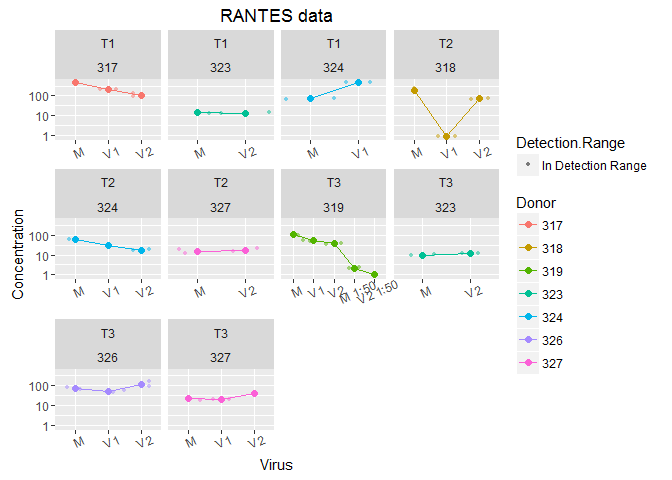 RANTES data
T1 T1 T1 T2
317 323 324 318
100
10
1
M V1 V2 M V2 M V1 M V1 V2
T2 T2 T3 T3
324 327 319 323
100
10
1
M V1 V2 M V2 M V1 V2 M 1:50 V2 1:50 M V2
T3 T3
326 327
100
10
1
M V1 V2 M V1 V2
Concentration
Virus
Detection.Range
In Detection Range
Donor
317
318
319
323
324
326
327